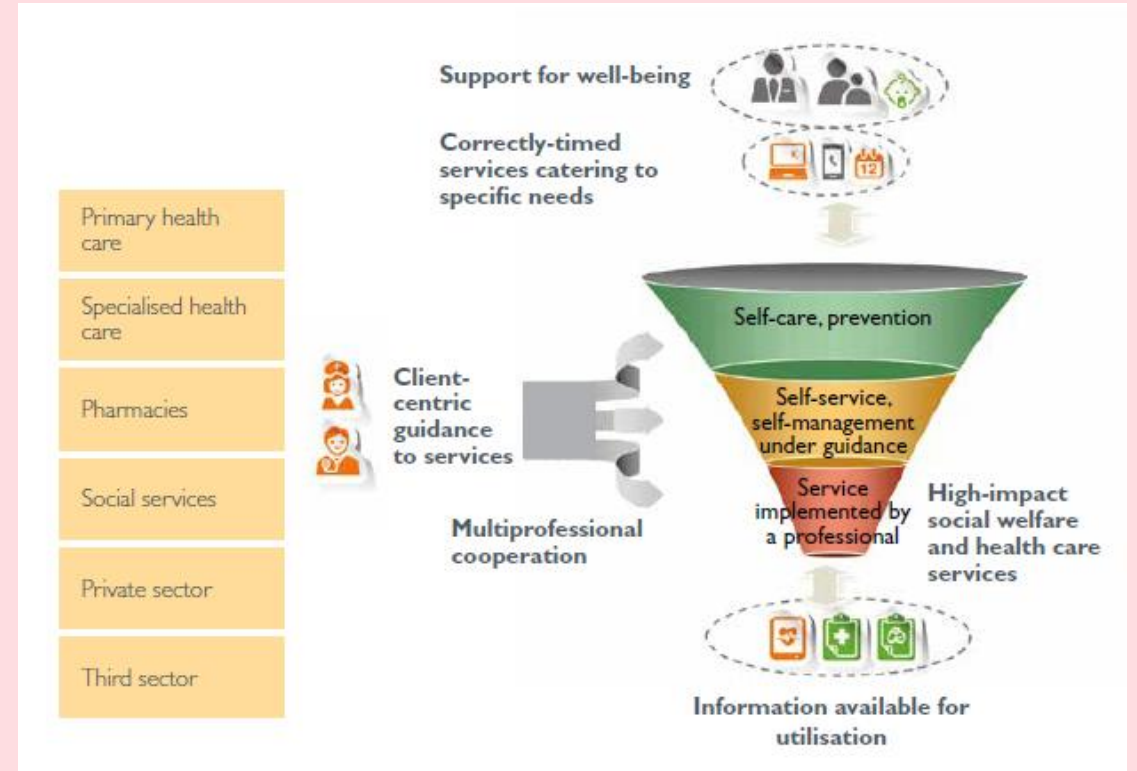 Support for well-being
Correctly-timed
services catering to
specific needs
12
Primary health
care
Specialised health
care
Pharmacies
Social services
Private sector
Third sector
Client-
centric
guidance
to services
Multiprofessional
cooperation
Self-care, prevention
Self-service,
self-management
under guidance
Service
implemented by
a professional
High-impact
social welfare
and health care
services
Information available for
utilisation